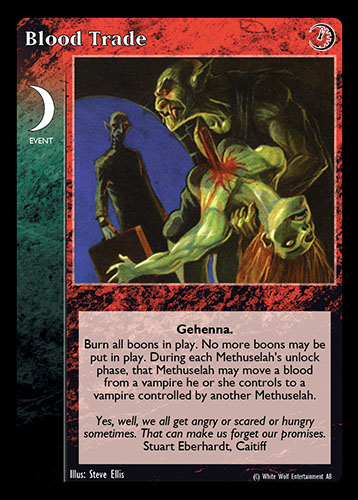 Blood Trade
EVENT
Gehenna.
Burn all boons in play. No more boons may be
put in play. During each Methuselah's unlock
phase, that Methuselah may move a blood
from a vampire he or she controls to a
vampire controlled by another Methuselah.
Yes, well, we all get angry or scared or hungry
sometimes. That can make us forget our promises.
Stuart Eberhardt, Caitiff
Illus: Steve Ellis
(C) White Wolf Entertainment AB